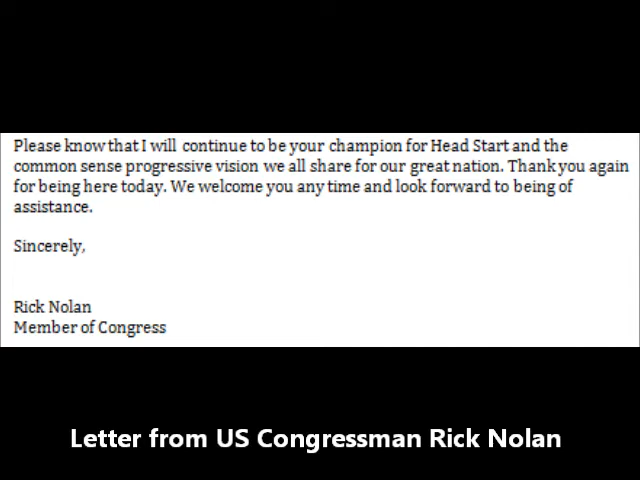 Please know that I will continue to be your champion for Head Start and the
common sense progressive vision we all share for our great nation. Thank you again
for being here today. We welcome you any time and look forward to being of
assistance.
Sincerely,
Rick Nolan
Member of Congress
Letter from US Congressman Rick Nolan